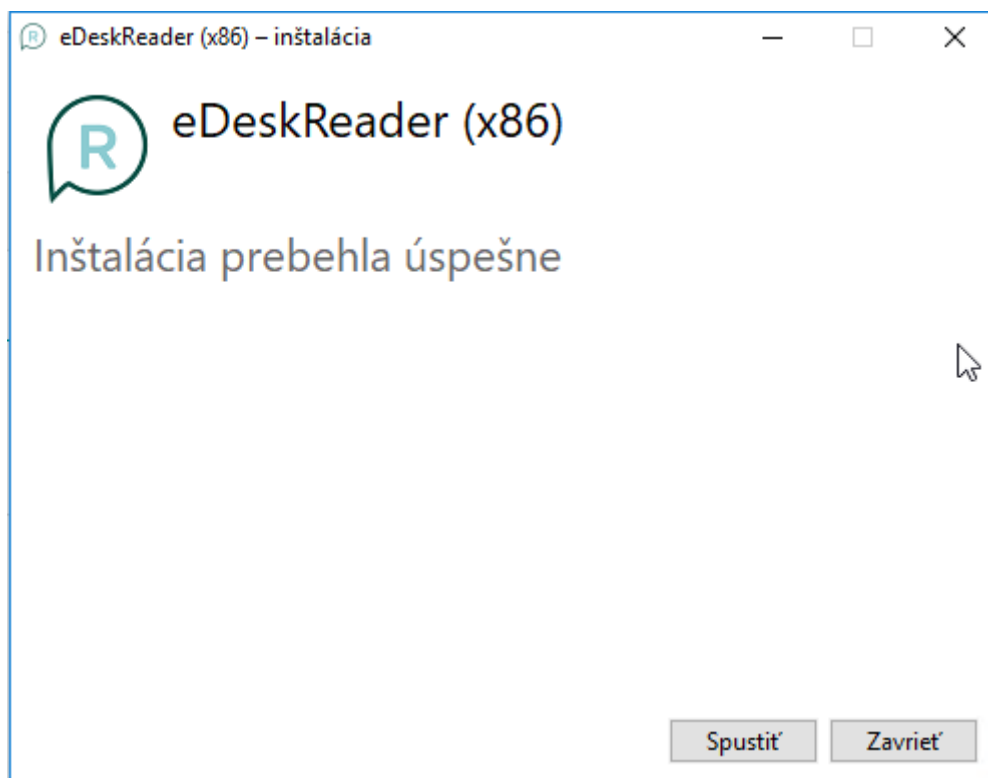 R eDeskReader (x86) – inštalácia
R
eDeskReader (x86)
Inštalácia prebehla úspešne
Spustiť Zavrieť